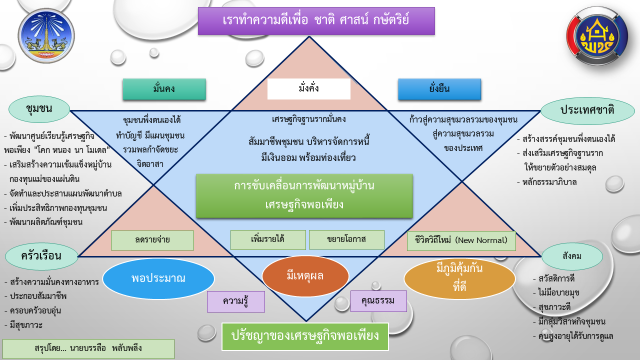 เราทำความดีเพื่อ ชาติ ศาสน์ กษัตริย์
มั่นคง
มั่งคั่ง
ยั่งยืน
ชุมชน
ประเทศชาติ
ชุมชนพึ่งตนเองได้
ทำบัญชี มีแผนชุมชน
รวมพลกำจัดขยะ
จิตอาสา
เศรษฐกิจฐานรากมั่นคง
สัมมาชีพชุมชน บริหารจัดการหนี้
มีเงินออม พร้อมท่องเที่ยว
ก้าวสู่ความสุขมวลรวมของชุมชน
สู่ความสุขมวลรวม
ของประเทศ
- พัฒนาศูนย์เรียนรู้เศรษฐกิจ
พอเพียง "โคก หนอง นา โมเดล"
- เสริมสร้างความเข้มแข็งหมู่บ้าน
กองทุนแม่ของแผ่นดิน
- จัดทำและประสานแผนพัฒนาตำบล
- เพิ่มประสิทธิภาพกองทุนชุมชน
- พัฒนาผลิตภัณฑ์ชุมชน
- สร้างสรรค์ชุมชนพึ่งตนเองได้
- ส่งเสริมเศรษฐกิจฐานราก
ให้ขยายตัวอย่างสมดุล
- หลักธรรมาภิบาล
การขับเคลื่อนการพัฒนาหมู่บ้าน
เศรษฐกิจพอเพียง
ลดรายจ่าย
เพิ่มรายได้
ขยายโอกาส
ชีวิตวิถีใหม่ (New Normal)
ครัวเรือน
สังคม
พอประมาณ
มีเหตุผล
มีภูมิคุ้มกัน
ที่ดี
- สร้างความมั่นคงทางอาหาร
- ประกอบสัมมาชีพ
- ครอบครัวอบอุ่น
- มีสุขภาวะ
- สวัสดิการดี
- ไม่มีอบายมุข
- สุขภาวะดี
- มีกลุ่มวิสาหกิจชุมชน
- คนสูงอายุได้รับการดูแล
ความรู้
คุณธรรม
ปรัชญาของเศรษฐกิจพอเพียง
สรุปโดย... นายบรรลือ พลับพลึง